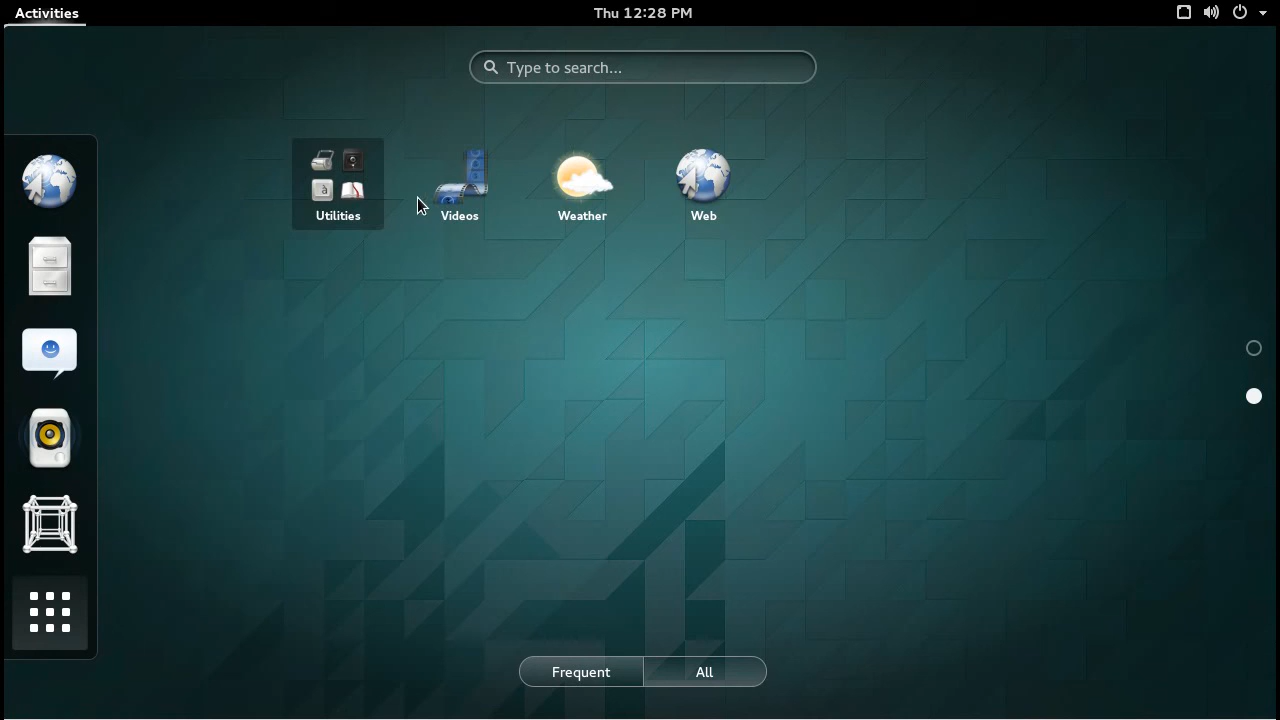 Activities
Thu 12:28 PM
Type to search...
Utilities
Videos
Weather
Web
Frequent
All